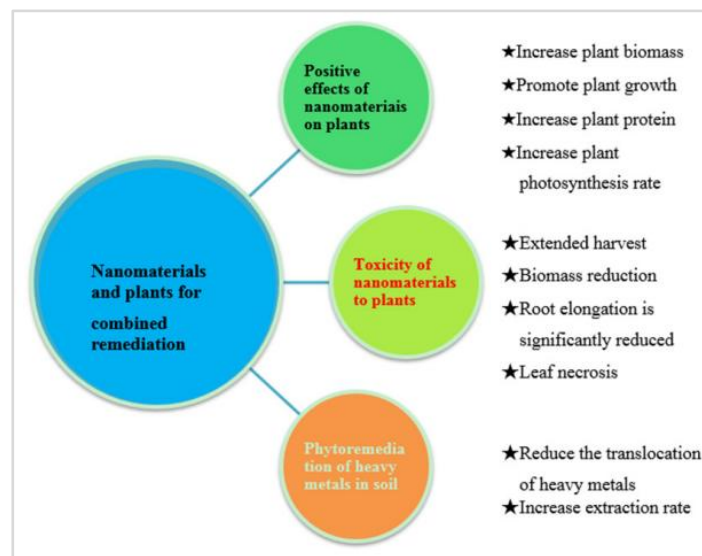 Positive
effects of
nanomateriais
on plants
★Increase plant biomass
★Promote plant growth
★Increase plant protein
★Increase plant
photosynthesis rate
Nanomaterials
and plants for
combined
remediation
Toxicity of
nanomaterials
to plants
★Extended harvest
★Biomass reduction
★Root elongation is
significantly reduced
★Leaf necrosis
Phytoremedia
tion of heavy
metals in soil
★Reduce the translocation
of heavy metals
★Increase extraction rate